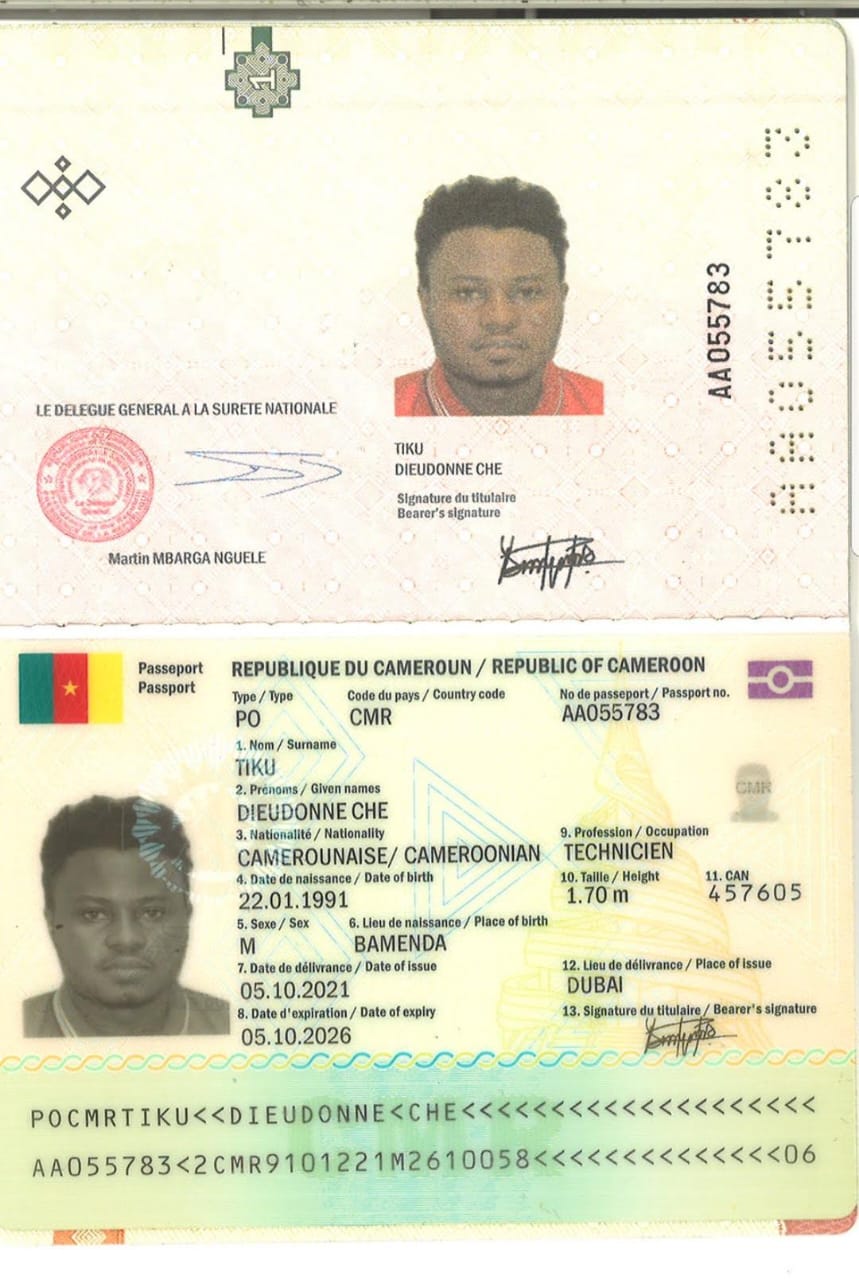 1
AA055783
AA055783
LE DELEGUE GENERAL A LA SURETE NATIONALE
TIKU
DIEUDONNE CHE
Signature du titulaire
Bearer's signature
Martin MBARGA NGUELE
Passeport
Passport
REPUBLIQUE DU CAMEROUN / REPUBLIC OF CAMEROON
Type / Type Code du pays / Country code No de passeport / Passport no.
PO CMR AA055783
1. Nom / Surname
TIKU
2. Prénoms / Given names
DIEUDONNE CHE
CMR
3. Nationalité / Nationality 9. Profession / Occupation
CAMEROUNAISE/ CAMEROONIAN TECHNICIEN
4. Date de naissance / Date of birth 10. Taille / Height 11. CAN
22.01.1991 1.70 m 457605
5. Sexe / Sex 6. Lieu de naissance / Place of birth
M BAMENDA
7. Date de délivrance / Date of issue 12. Lieu de délivrance / Place of issue
05.10.2021 DUBAI
8. Date d'expiration / Date of expiry 13. Signature du titulaire / Bearer's signature
05.10.2026
POCMRTIKU<<DIEUDONNE<CHE<<<<<<<<<<<<<<<<<<<<
AA055783<2CMR9101221M2610058<<<<<<<<<<<<<<06